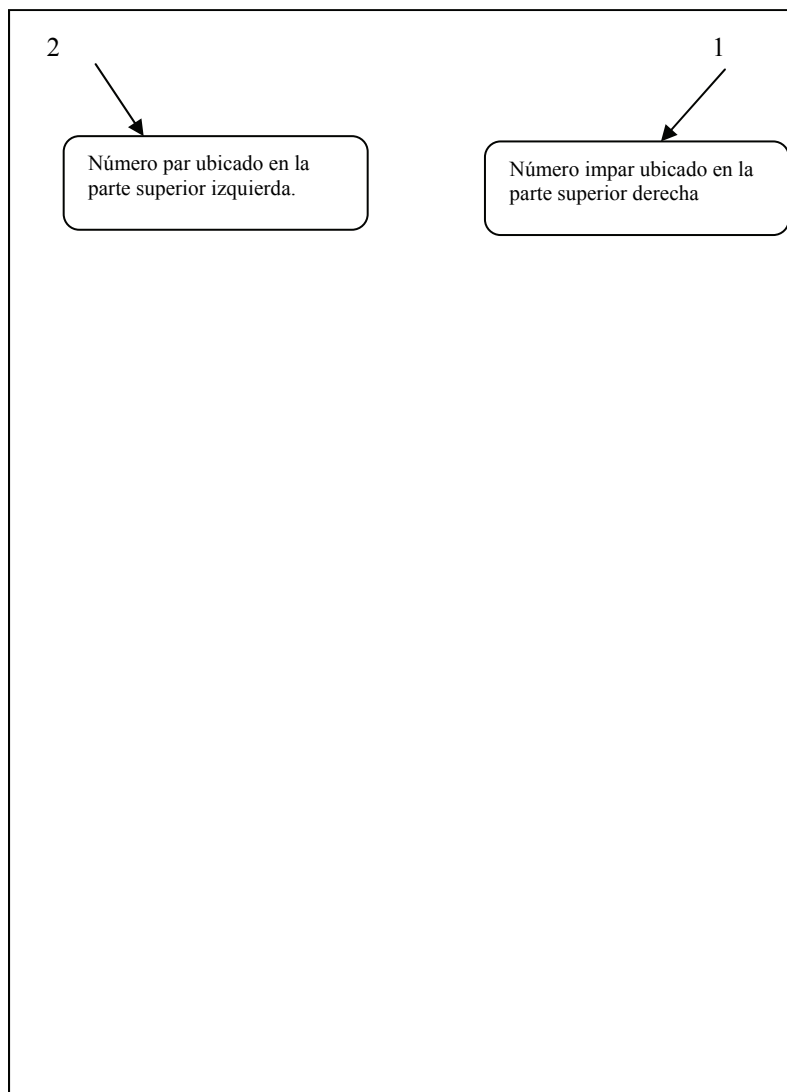 2
1
Número par ubicado en la
parte superior izquierda.
Número impar ubicado en la
parte superior derecha